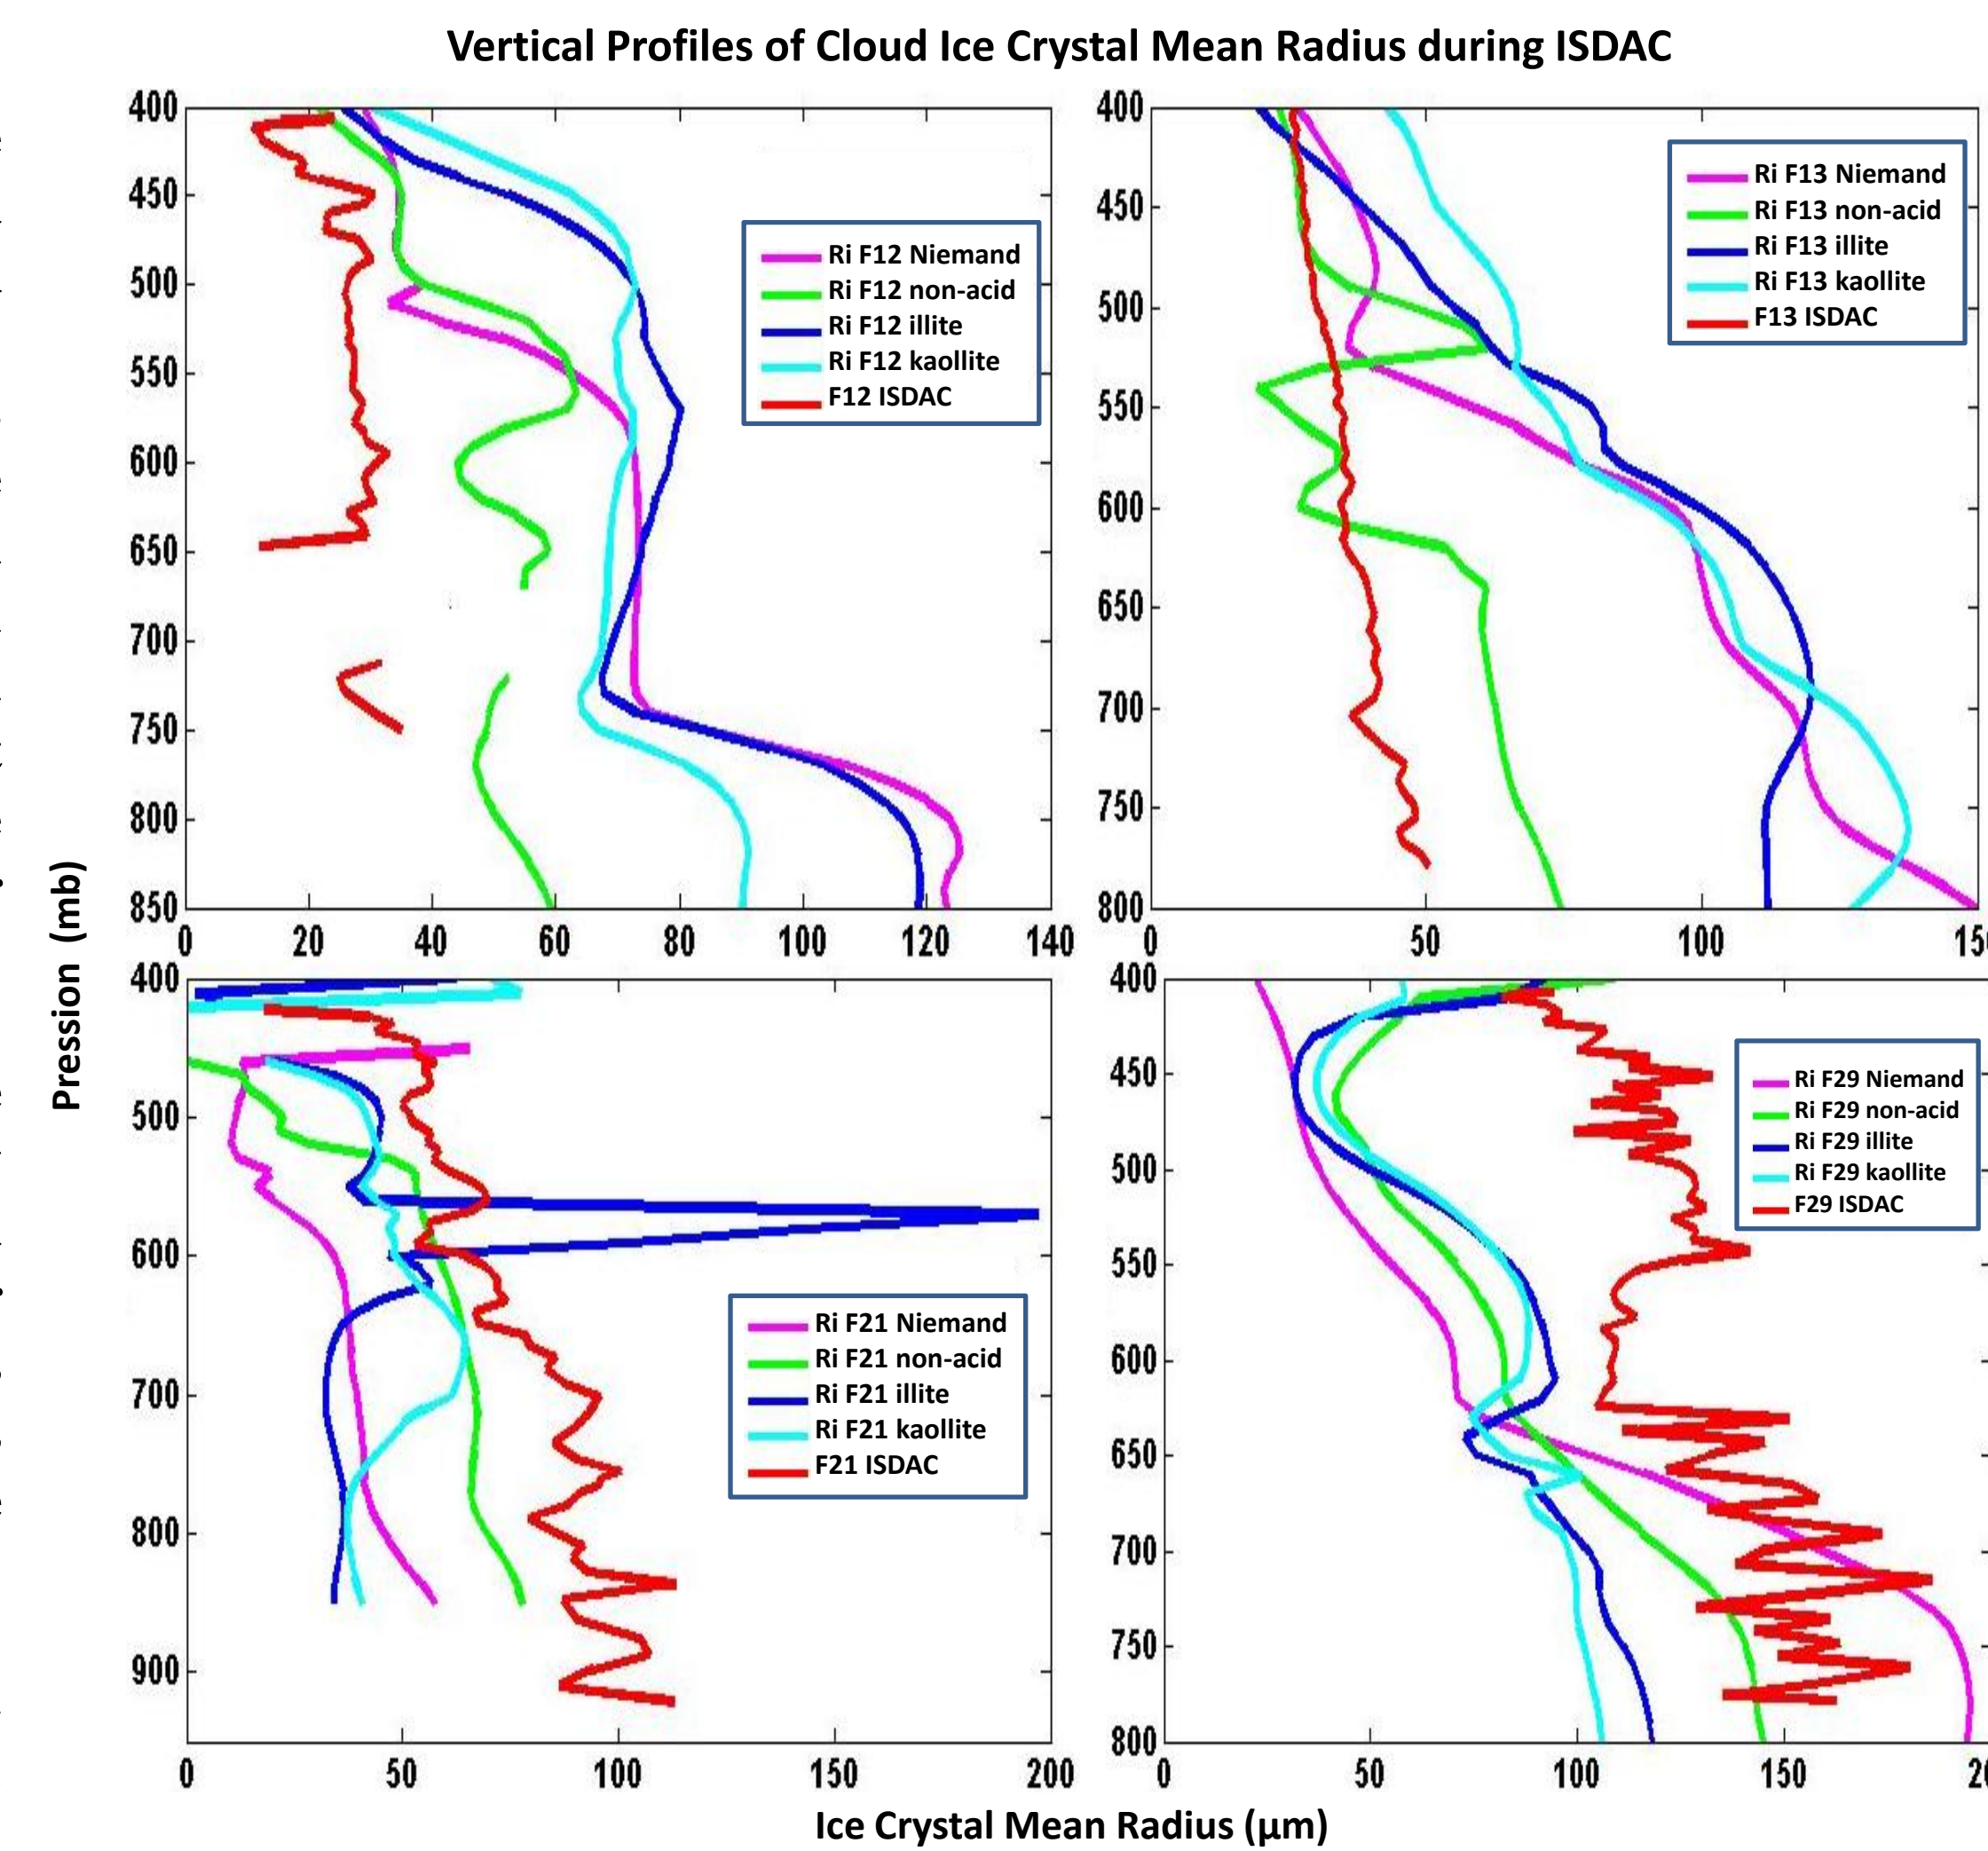 Vertical Profiles of Cloud Ice Crystal Mean Radius during ISDAC
400
450
500
550
600
650
700
750
800
850
0 20 40 60 80 100 120 140
Ri F12 Niemand
Ri F12 non-acid
Ri F12 illite
Ri F12 kaollite
F12 ISDAC
400
450
500
550
600
650
700
750
800
0 50 100
Ri F13 Niemand
Ri F13 non-acid
Ri F13 illite
Ri F13 kaollite
F13 ISDAC
Pression (mb)
400
500
600
700
800
900
0 50 100 150 200
Ri F21 Niemand
Ri F21 non-acid
Ri F21 illite
Ri F21 kaollite
F21 ISDAC
400
450
500
550
600
650
700
750
800
0 50 100 150
Ri F29 Niemand
Ri F29 non-acid
Ri F29 illite
Ri F29 kaollite
F29 ISDAC
Ice Crystal Mean Radius (µm)